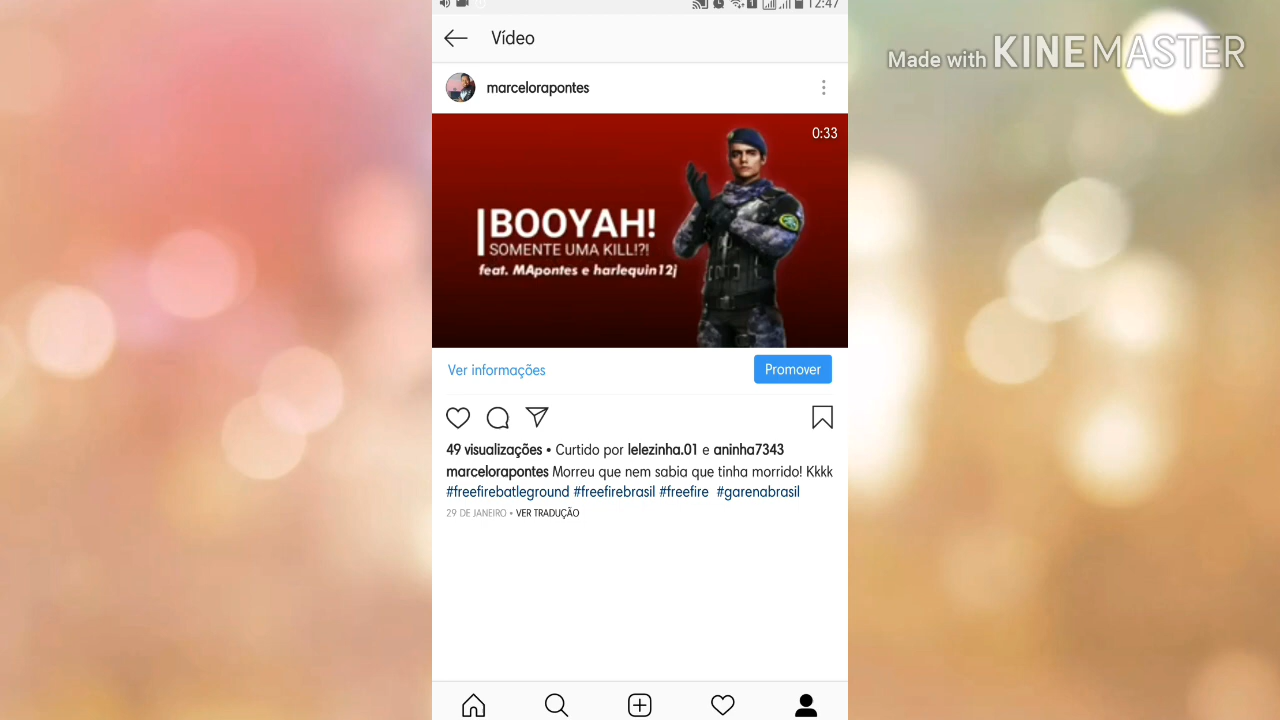 12:47
Vídeo
Made with KINEMASTER
marcelorapontes
0:33
BOOYAH!
SOMENTE UMA KILL!?!
feat. MApontes e harlequin12j
Ver informações
Promover
49 visualizações • Curtido por lelezinha.01 e aninha7343
marcelorapontes Morreu que nem sabia que tinha morrido! Kkkk
#freefirebatleground #freefirebrasil #freefire #garenabrasil
29 DE JANEIRO • VER TRADUÇÃO